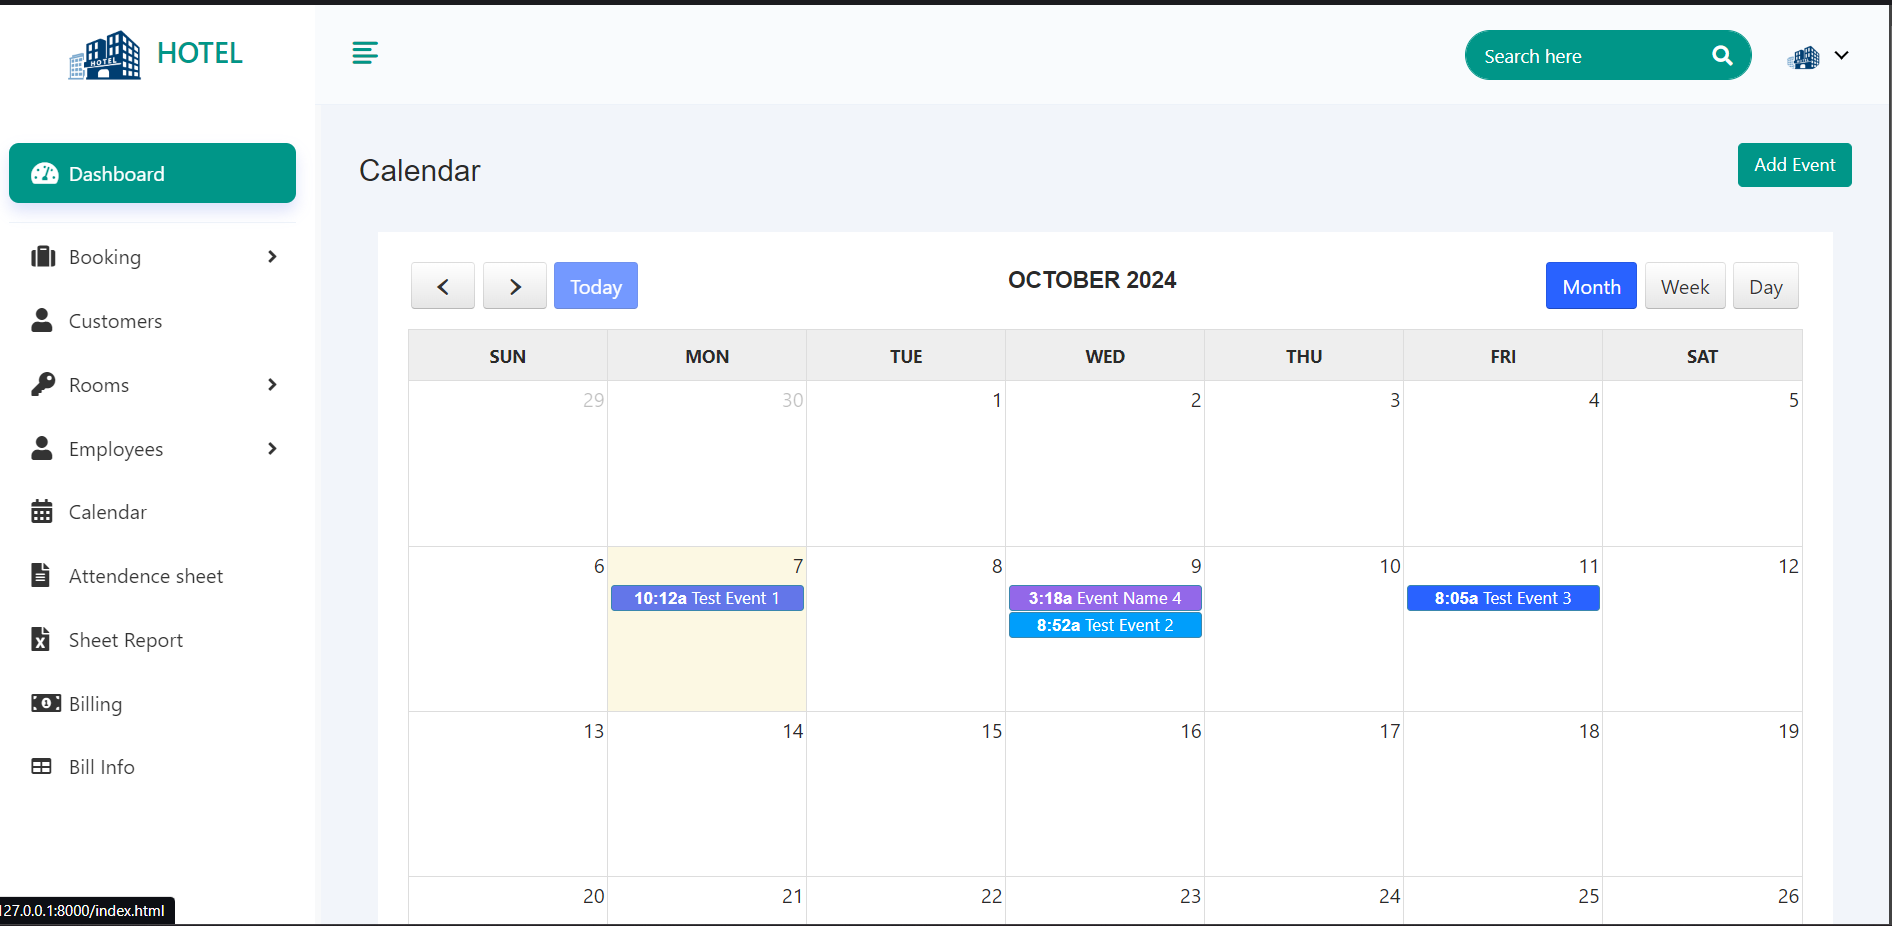 HOTEL
HOTEL
Search here
Dashboard
Booking
Customers
Rooms
Employees
Calendar
Attendence sheet
Sheet Report
Billing
Bill Info
Calendar
Add Event
Today
OCTOBER 2024
Month Week Day
SUN MON TUE WED THU FRI SAT
29 30 1 2 3 4 5
6 7 8 9 10 11 12
10:12a Test Event 1 3:18a Event Name 4 8:05a Test Event 3
8:52a Test Event 2
13 14 15 16 17 18 19
20 21 22 23 24 25 26
127.0.0.1:8000/index.html